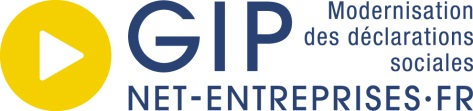 GIP
Modernisation
des déclarations
sociales
NET-ENTREPRISES•FR